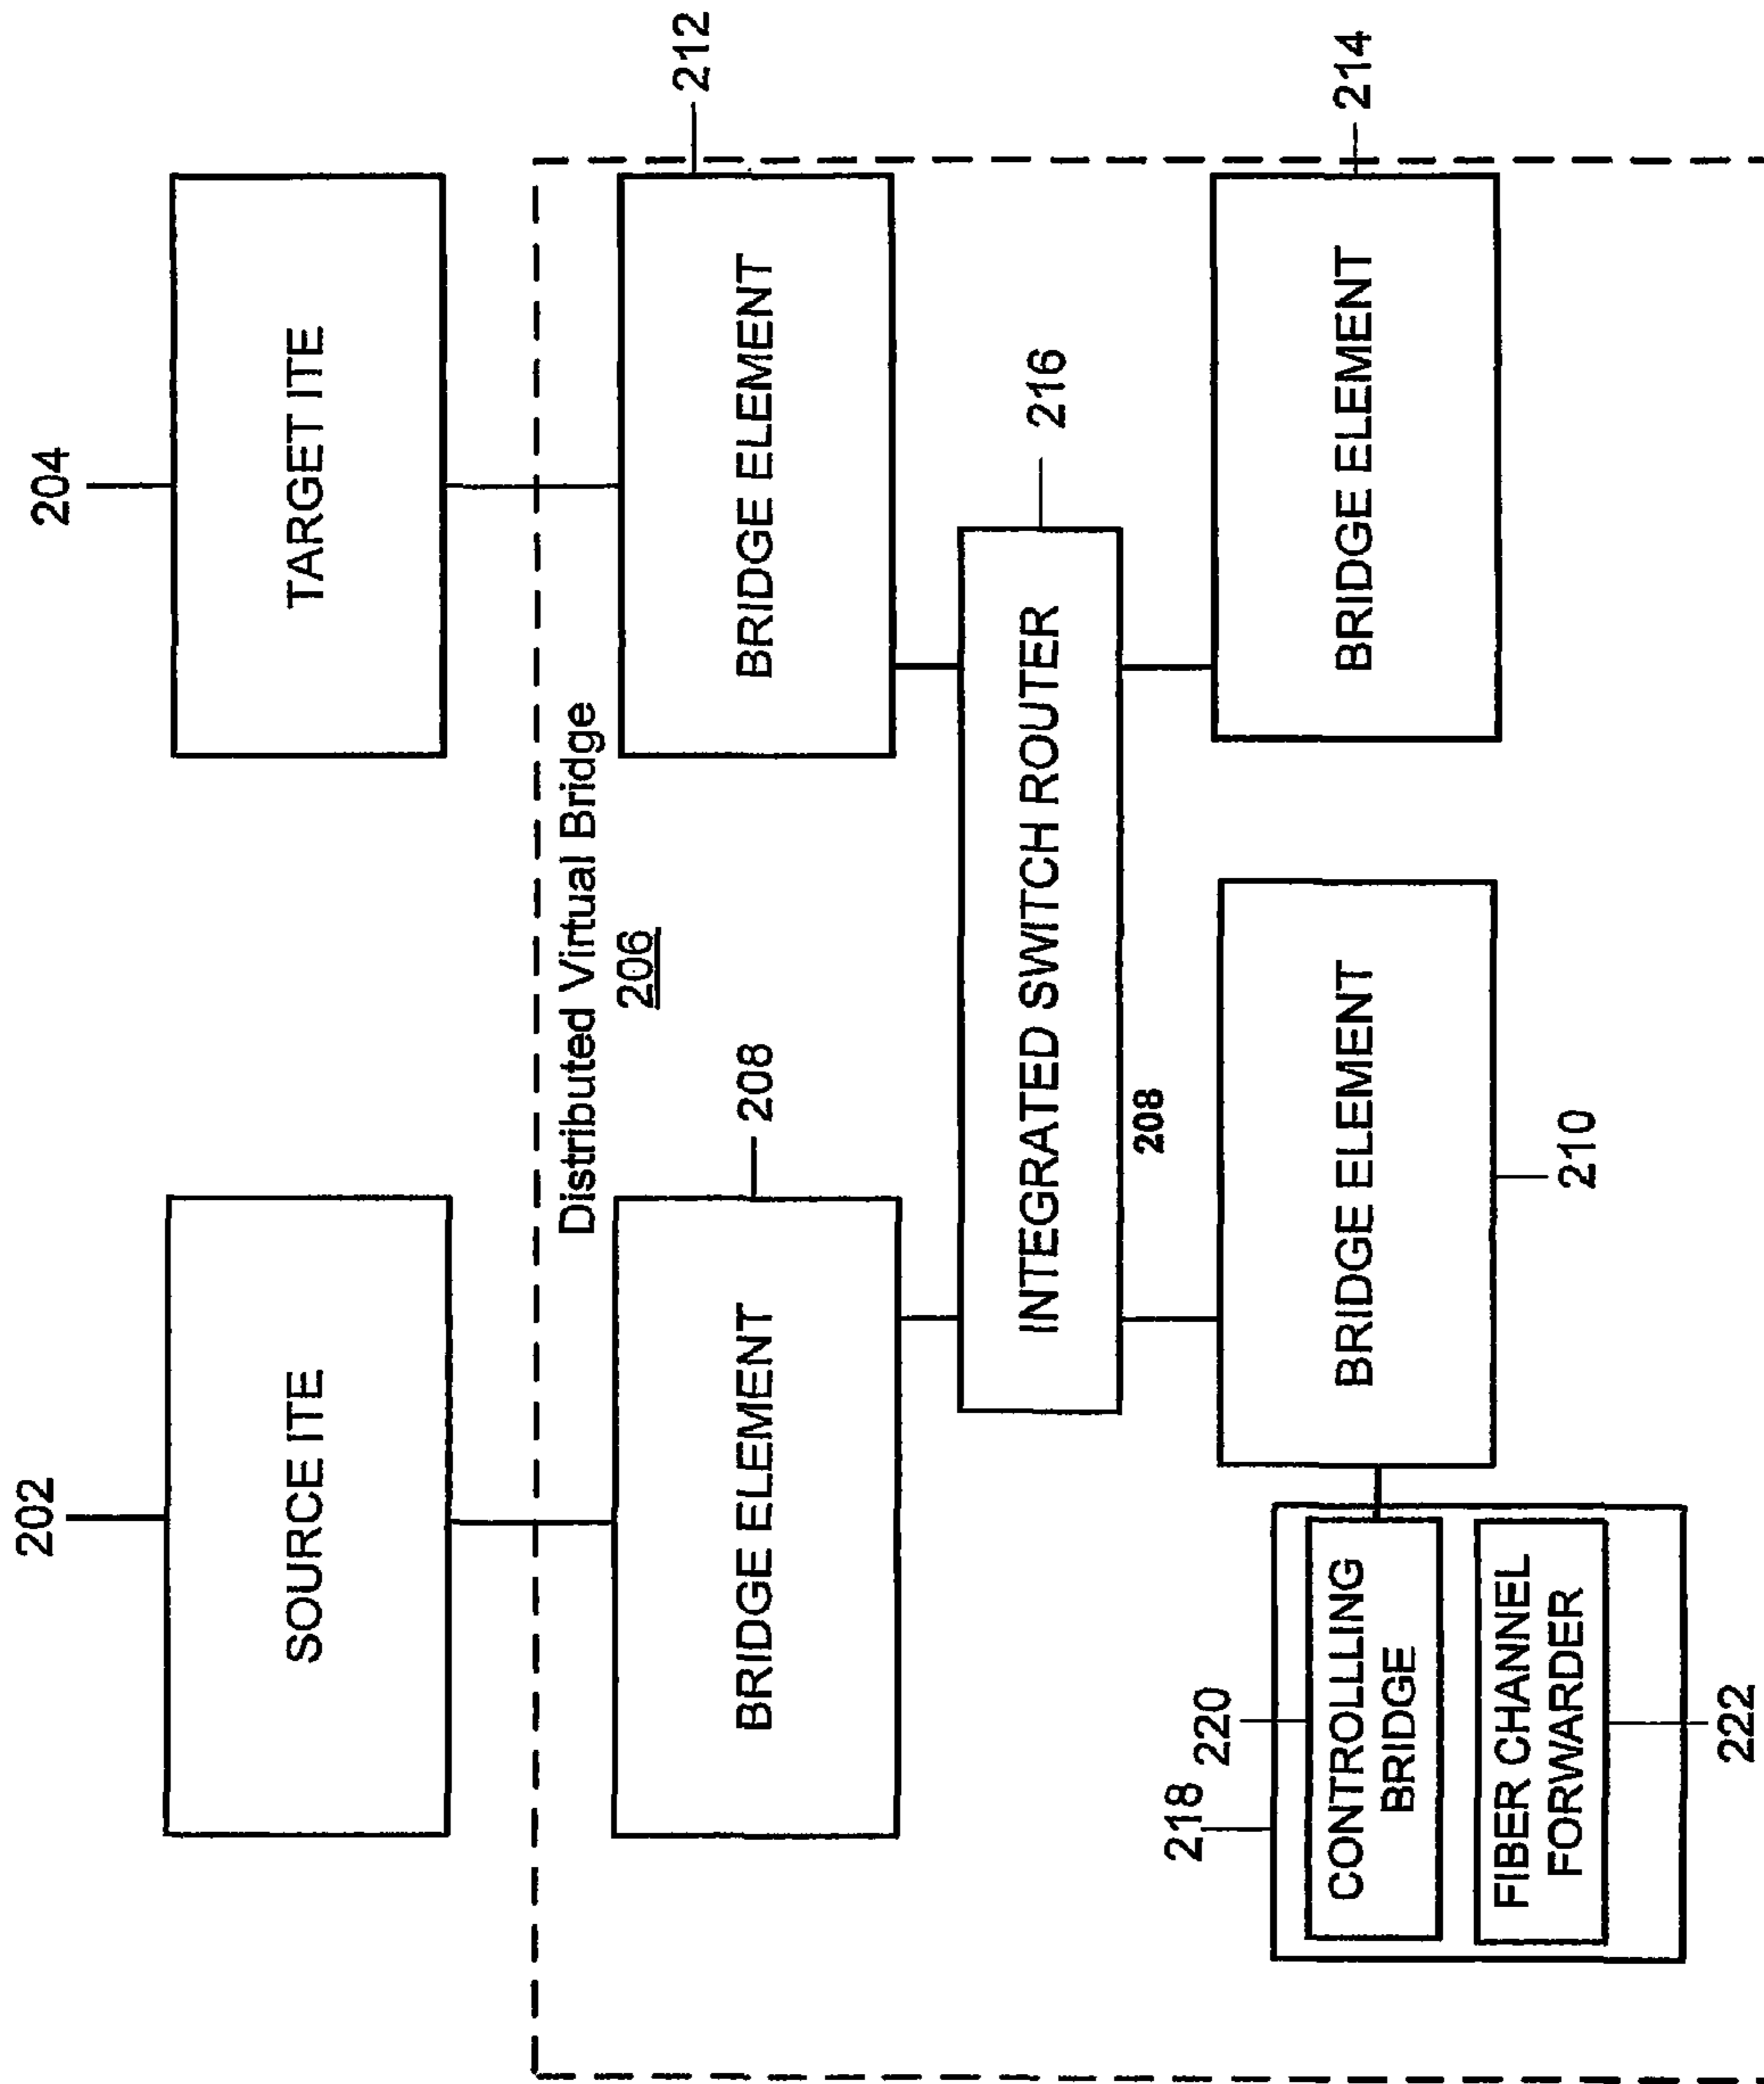 202
204
SOURCE ITE
TARGET ITE
Distributed Virtual Bridge
206
208
212
BRIDGE ELEMENT
BRIDGE ELEMENT
216
INTEGRATED SWITCH ROUTER
208
214
BRIDGE ELEMENT
BRIDGE ELEMENT
210
218
220
CONTROLLING
BRIDGE
FIBER CHANNEL
FORWARDER
222